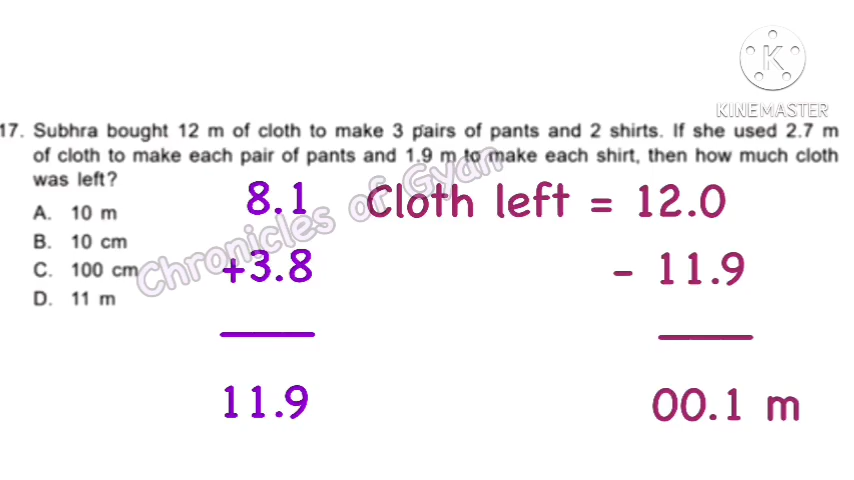 K
KINEMASTER
17. Subhra bought 12 m of cloth to make 3 pairs of pants and 2 shirts. If she used 2.7 m
of cloth to make each pair of pants and 1.9 m to make each shirt, then how much cloth
was left?
A. 10 m
B. 10 cm
C. 100 cm
D. 11 m
Chronicles of Gyan
8.1
+3.8
11.9
Cloth left = 12.0
- 11.9
00.1 m